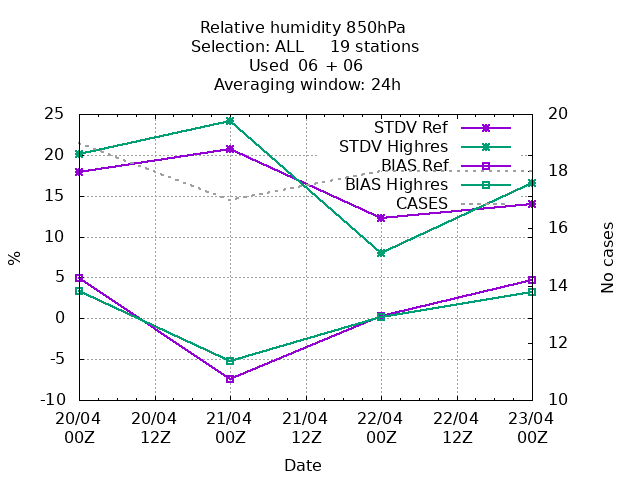 Relative humidity 850hPa
Selection: ALL     19 stations
Used  06 + 06
Averaging window: 24h
25
20
15
10
5
0
-5
-10
%
20
18
16
14
12
10
No cases
STDV Ref
STDV Highres
BIAS Ref
BIAS Highres
CASES
20/04 20/04 21/04 21/04 22/04 22/04 23/04
00Z 12Z 00Z 12Z 00Z 12Z 00Z
Date